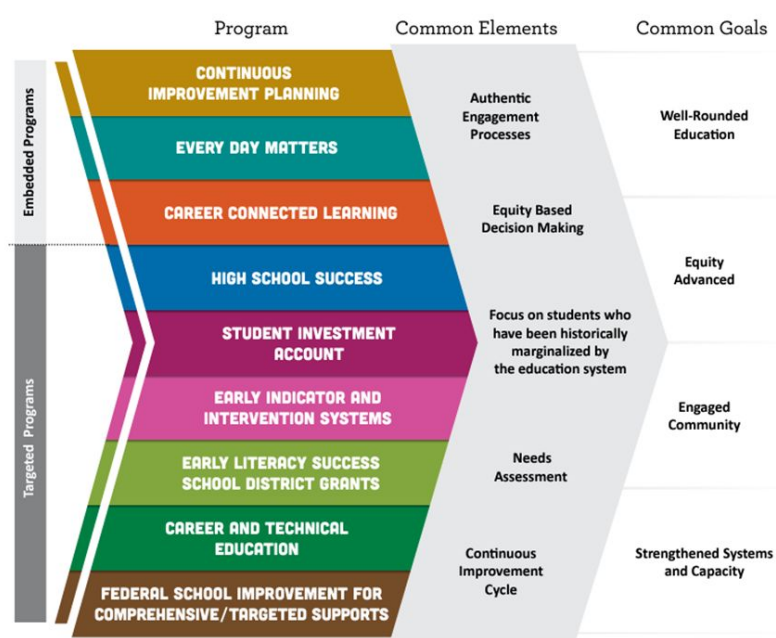 Program
Common Elements
Common Goals
Embedded Programs
Targeted Programs
CONTINUOUS
IMPROVEMENT PLANNING
EVERY DAY MATTERS
CAREER CONNECTED LEARNING
HIGH SCHOOL SUCCESS
STUDENT INVESTMENT
ACCOUNT
EARLY INDICATOR AND
INTERVENTION SYSTEMS
EARLY LITERACY SUCCESS
SCHOOL DISTRICT GRANTS
CAREER AND TECHNICAL
EDUCATION
FEDERAL SCHOOL IMPROVEMENT FOR
COMPREHENSIVE/TARGETED SUPPORTS
Authentic
Engagement
Processes
Equity Based
Decision Making
Focus on students who
have been historically
marginalized by
the education system
Needs
Assessment
Continuous
Improvement
Cycle
Well-Rounded
Education
Equity
Advanced
Engaged
Community
Strengthened Systems
and Capacity